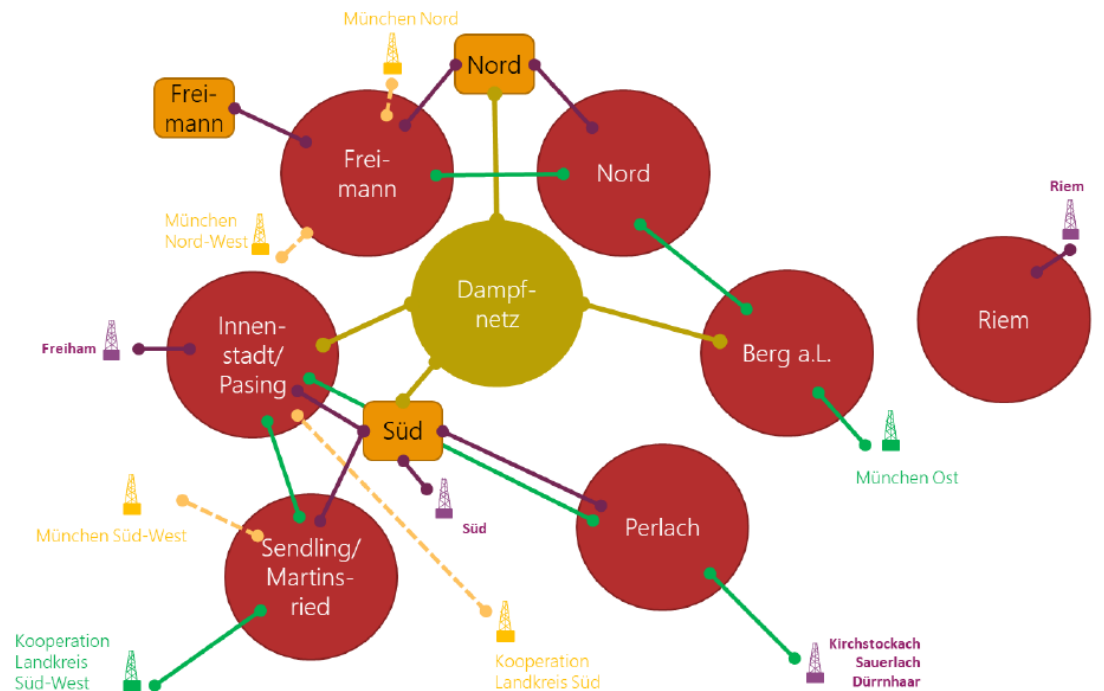 München Nord
Nord
Frei-
mann
Frei-
mann
Nord
Riem
München
Nord-West
Dampf-
netz
Riem
Innen-
stadt/
Pasing
Freiham
Berg a.L.
Süd
München Ost
München Süd-West
Süd
Perlach
Sendling/
Martins-
ried
Kooperation
Landkreis
Süd-West
Kooperation
Landkreis Süd
Kirchstockach
Sauerlach
Dürrnhaar